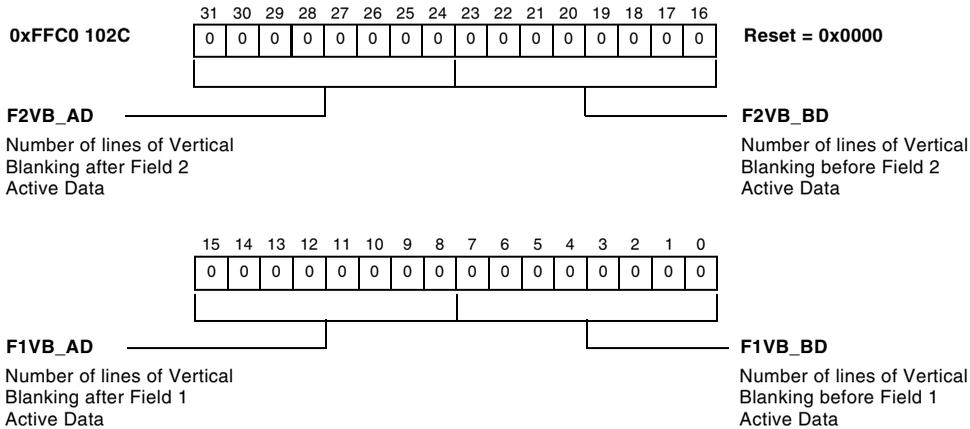 31 30 29 28 27 26 25 24 23 22 21 20 19 18 17 16
0xFFC0 102C 0 0 0 0 0 0 0 0 0 0 0 0 0 0 0 0 Reset = 0x0000
F2VB_AD
Number of lines of Vertical
Blanking after Field 2
Active Data
F2VB_BD
Number of lines of Vertical
Blanking before Field 2
Active Data
15 14 13 12 11 10 9 8 7 6 5 4 3 2 1 0
0 0 0 0 0 0 0 0 0 0 0 0 0 0 0 0
F1VB_AD
Number of lines of Vertical
Blanking after Field 1
Active Data
F1VB_BD
Number of lines of Vertical
Blanking before Field 1
Active Data